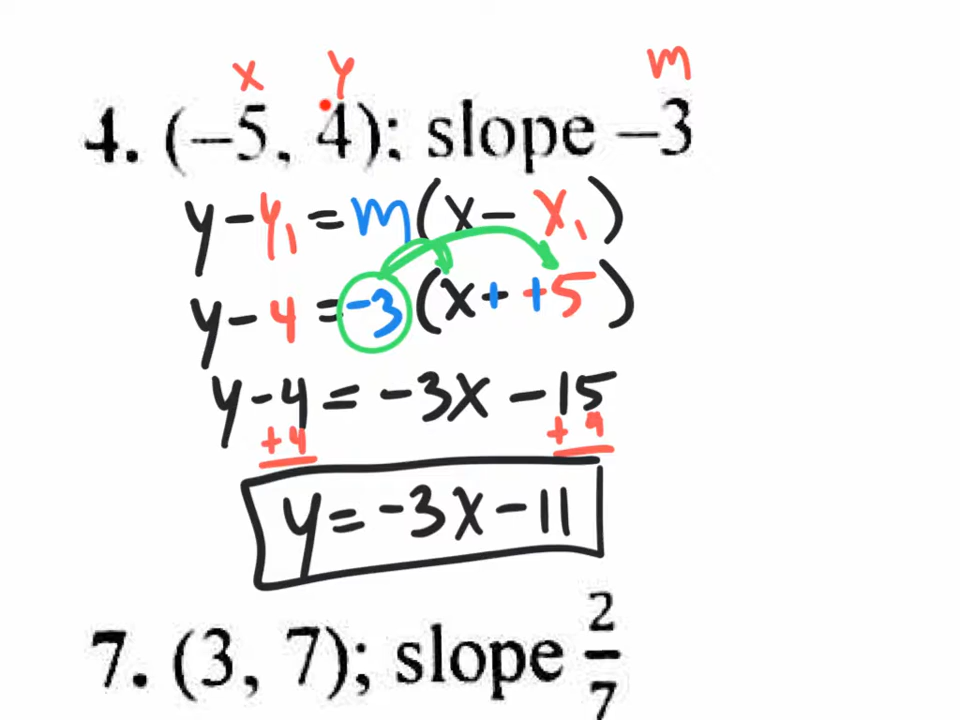 x y m
4. (−5, 4); slope −3
y − y₁ = m(x − x₁)
y − 4 = −3(x + +5)
y − 4 = −3x − 15
+4 +4
y = −3x − 11
7. (3, 7); slope 2/7